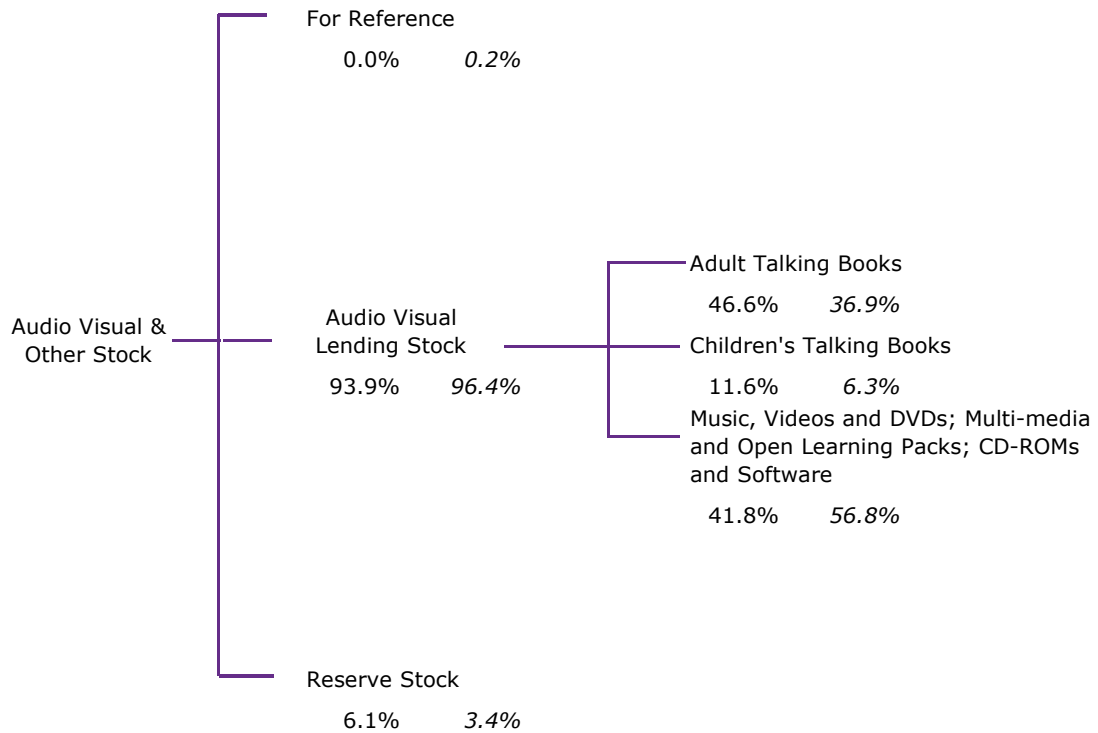 For Reference
0.0% 0.2%
Audio Visual &
Other Stock
Audio Visual
Lending Stock
93.9% 96.4%
Adult Talking Books
46.6% 36.9%
Children's Talking Books
11.6% 6.3%
Music, Videos and DVDs; Multi-media
and Open Learning Packs; CD-ROMs
and Software
41.8% 56.8%
Reserve Stock
6.1% 3.4%